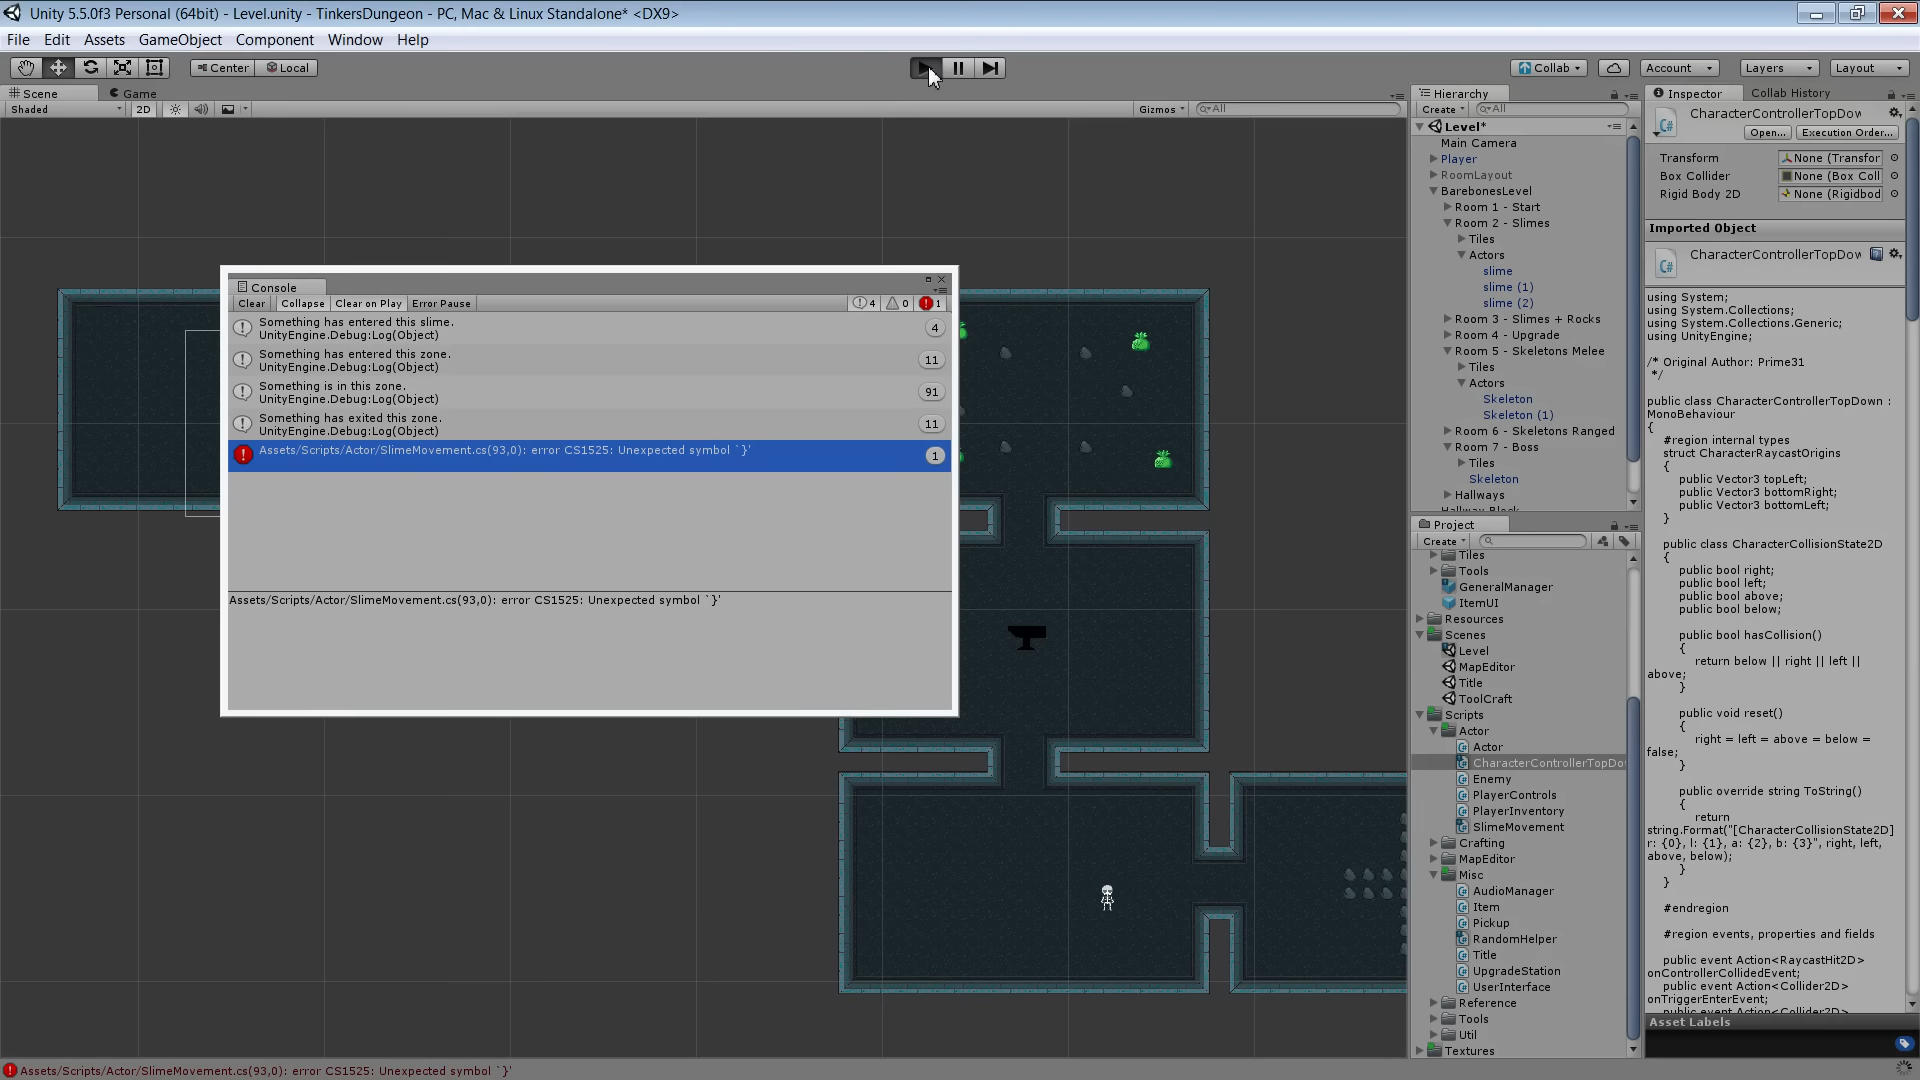 Unity 5.5.0f3 Personal (64bit) - Level.unity - TinkersDungeon - PC, Mac & Linux Standalone* <DX9>
File Edit Assets GameObject Component Window Help
Center Local
Collab Account Layers Layout
Scene Game
Shaded 2D Gizmos All
Console
Clear Collapse Clear on Play Error Pause 4 0 1
Something has entered this slime.
UnityEngine.Debug:Log(Object)
4
Something has entered this zone.
UnityEngine.Debug:Log(Object)
11
Something is in this zone.
UnityEngine.Debug:Log(Object)
91
Something has exited this zone.
UnityEngine.Debug:Log(Object)
11
Assets/Scripts/Actor/SlimeMovement.cs(93,0): error CS1525: Unexpected symbol `}'
1
Assets/Scripts/Actor/SlimeMovement.cs(93,0): error CS1525: Unexpected symbol `}'
Hierarchy
Create All
Level*
Main Camera
Player
RoomLayout
BarebonesLevel
Room 1 - Start
Room 2 - Slimes
Tiles
Actors
slime
slime (1)
slime (2)
Room 3 - Slimes + Rocks
Room 4 - Upgrade
Room 5 - Skeletons Melee
Tiles
Actors
Skeleton
Skeleton (1)
Room 6 - Skeletons Ranged
Room 7 - Boss
Tiles
Skeleton
Hallways
Project
Create
Tiles
Tools
GeneralManager
ItemUI
Resources
Scenes
Level
MapEditor
Title
ToolCraft
Scripts
Actor
Actor
CharacterControllerTopDo
Enemy
PlayerControls
PlayerInventory
SlimeMovement
Crafting
MapEditor
Misc
AudioManager
Item
Pickup
RandomHelper
Title
UpgradeStation
UserInterface
Reference
Tools
Util
Textures
Inspector Collab History
CharacterControllerTopDow
Open... Execution Order...
Transform None (Transfor
Box Collider None (Box Coll
Rigid Body 2D None (Rigidbod
Imported Object
CharacterControllerTopDow
using System;
using System.Collections;
using System.Collections.Generic;
using UnityEngine;
/* Original Author: Prime31
*/
public class CharacterControllerTopDown :
MonoBehaviour
{
#region internal types
struct CharacterRaycastOrigins
{
public Vector3 topLeft;
public Vector3 bottomRight;
public Vector3 bottomLeft;
}
public class CharacterCollisionState2D
{
public bool right;
public bool left;
public bool above;
public bool below;
public bool hasCollision()
{
return below || right || left ||
above;
}
public void reset()
{
right = left = above = below =
false;
}
public override string ToString()
{
return
string.Format("[CharacterCollisionState2D]
r: {0}, l: {1}, a: {2}, b: {3}", right, left,
above, below);
}
}
#endregion
#region events, properties and fields
public event Action<RaycastHit2D>
onControllerCollidedEvent;
public event Action<Collider2D>
onTriggerEnterEvent;
public event Action<Collider2D>
Asset Labels
Assets/Scripts/Actor/SlimeMovement.cs(93,0): error CS1525: Unexpected symbol `}'